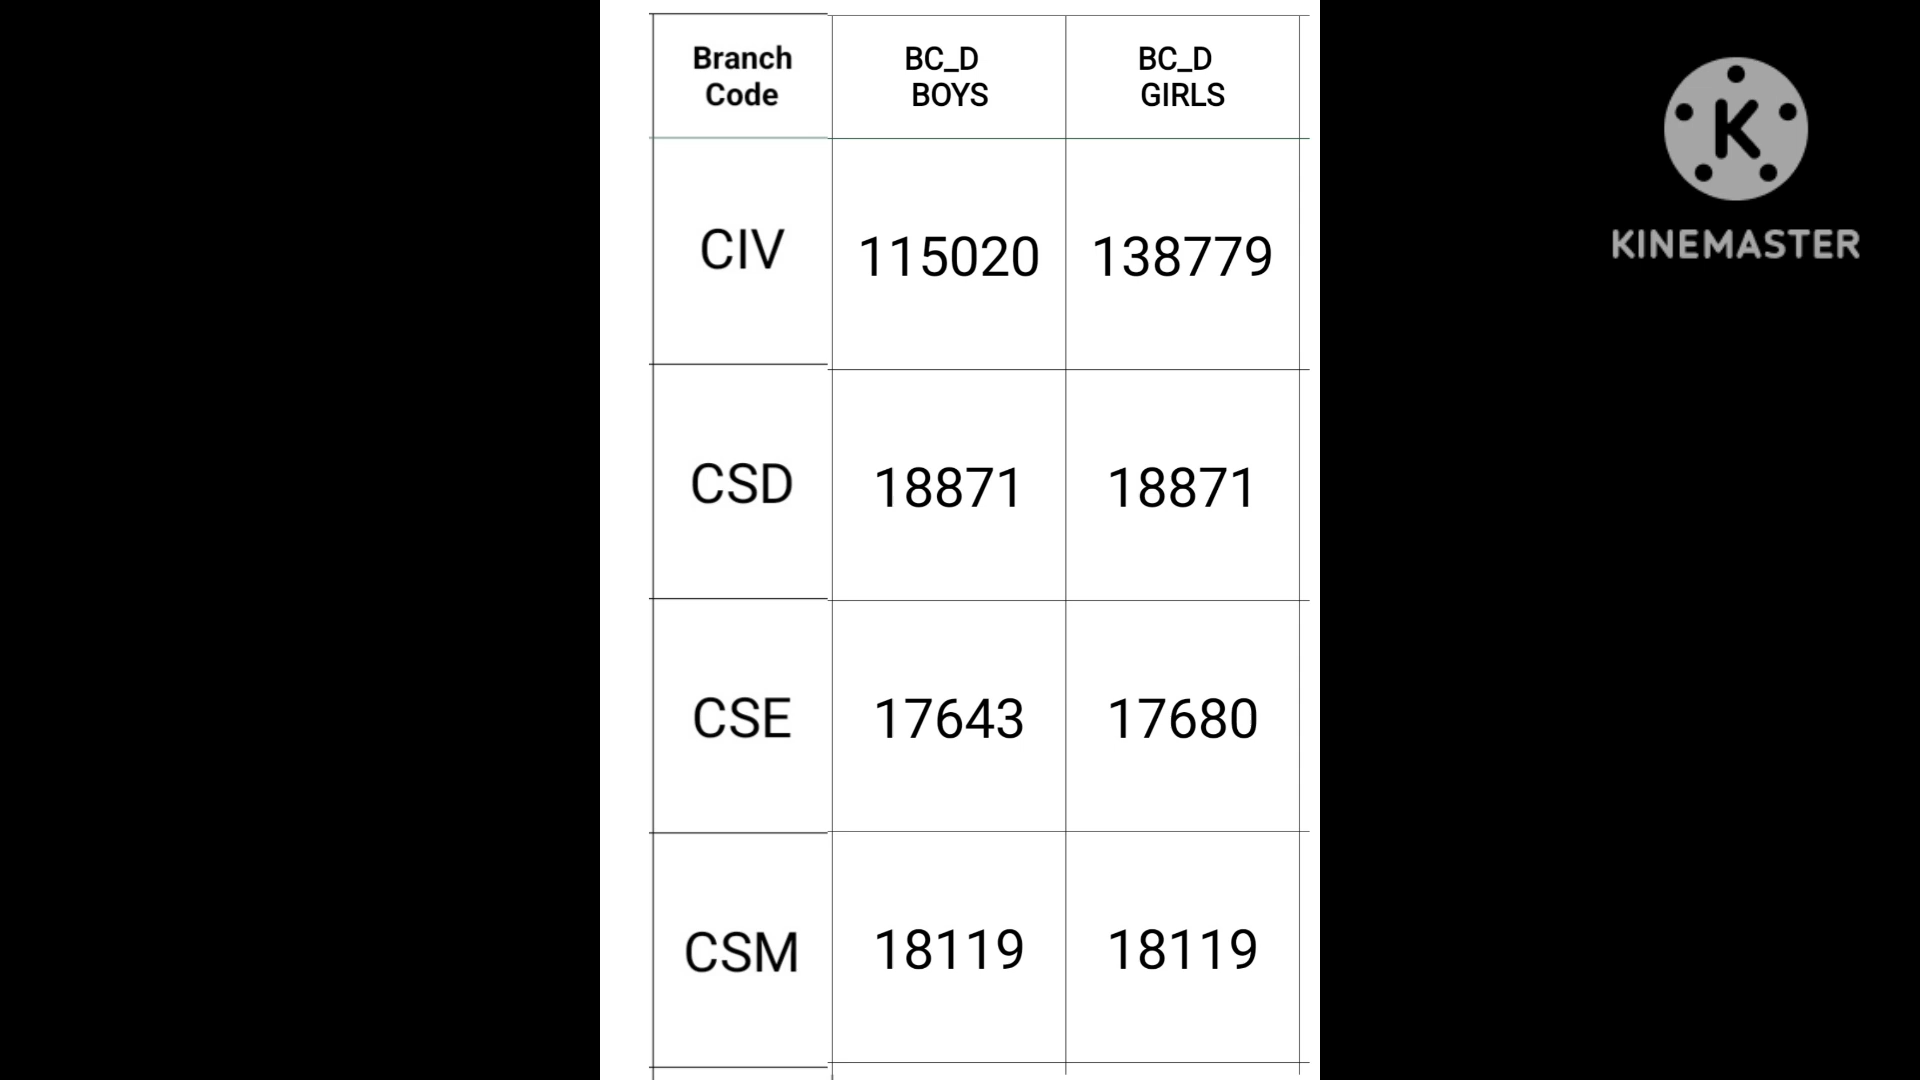 Branch Code BC_D BOYS BC_D GIRLS
CIV 115020 138779
CSD 18871 18871
CSE 17643 17680
CSM 18119 18119
KINEMASTER